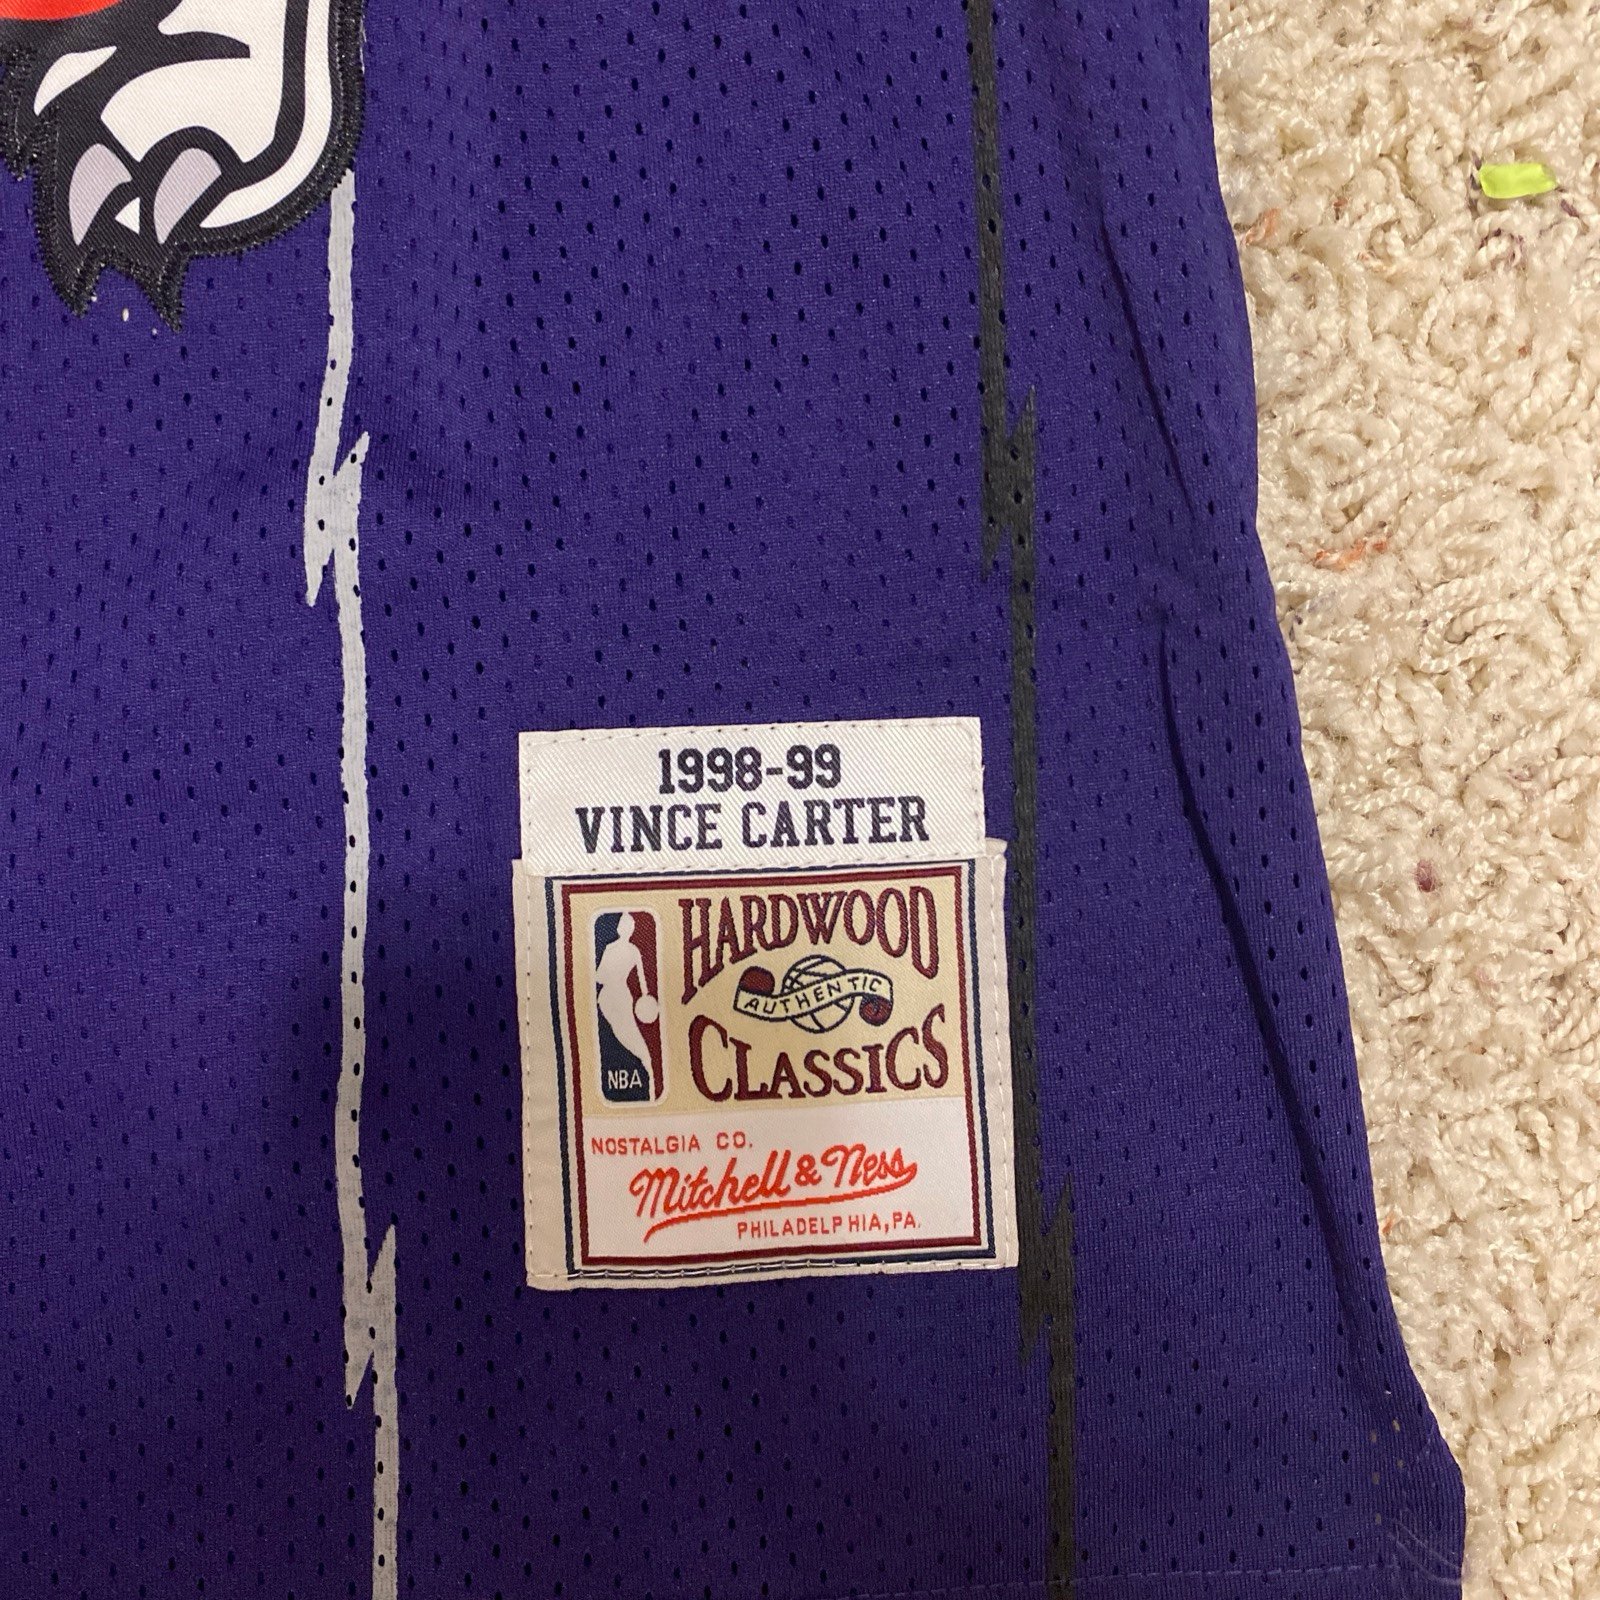 1998-99
VINCE CARTER
HARDWOOD
AUTHENTIC
CLASSICS
NBA
NOSTALGIA CO.
Mitchell & Ness
PHILADELPHIA, PA.